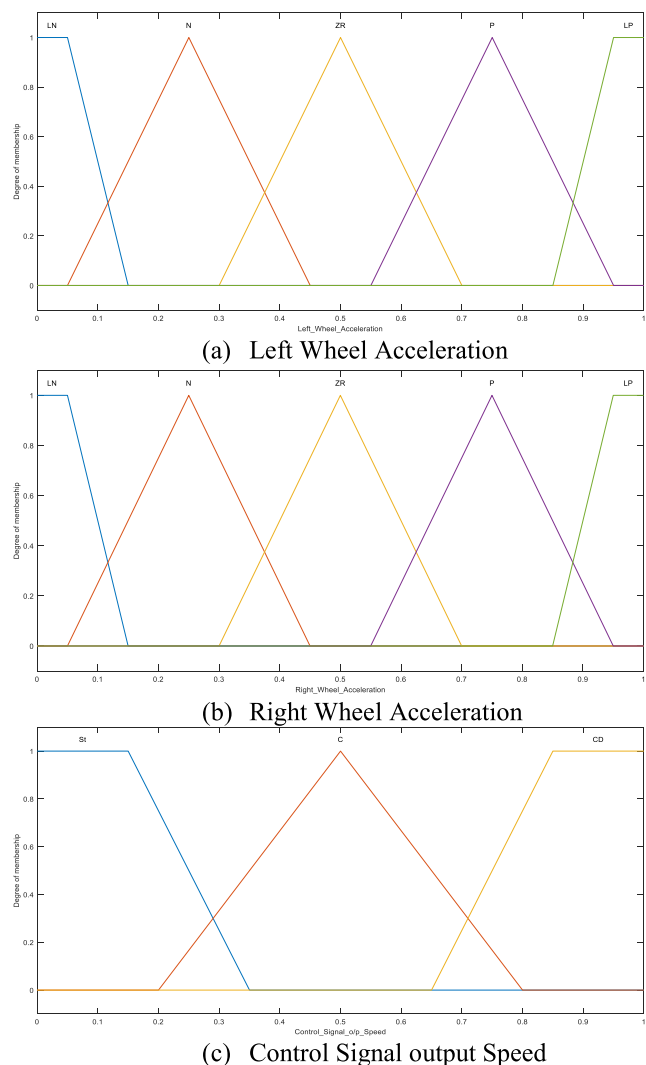 LN N ZR P LP
1
0.8
0.6
0.4
0.2
0
Degree of membership
0 0.1 0.2 0.3 0.4 0.5 0.6 0.7 0.8 0.9 1
Left_Wheel_Acceleration
(a) Left Wheel Acceleration
LN N ZR P LP
1
0.8
0.6
0.4
0.2
0
Degree of membership
0 0.1 0.2 0.3 0.4 0.5 0.6 0.7 0.8 0.9 1
Right_Wheel_Acceleration
(b) Right Wheel Acceleration
St C CD
1
0.8
0.6
0.4
0.2
0
Degree of membership
0 0.1 0.2 0.3 0.4 0.5 0.6 0.7 0.8 0.9 1
Control_Signal_o/p_Speed
(c) Control Signal output Speed